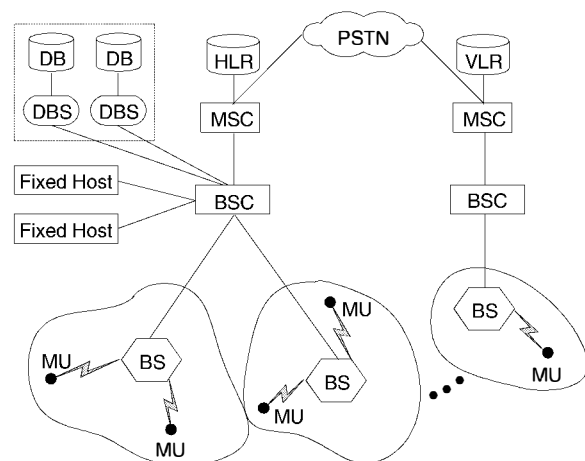 PSTN
DB
DB
HLR
VLR
DBS
DBS
MSC
MSC
Fixed Host
BSC
BSC
Fixed Host
MU
BS
MU
BS
MU
BS
MU
MU
MU